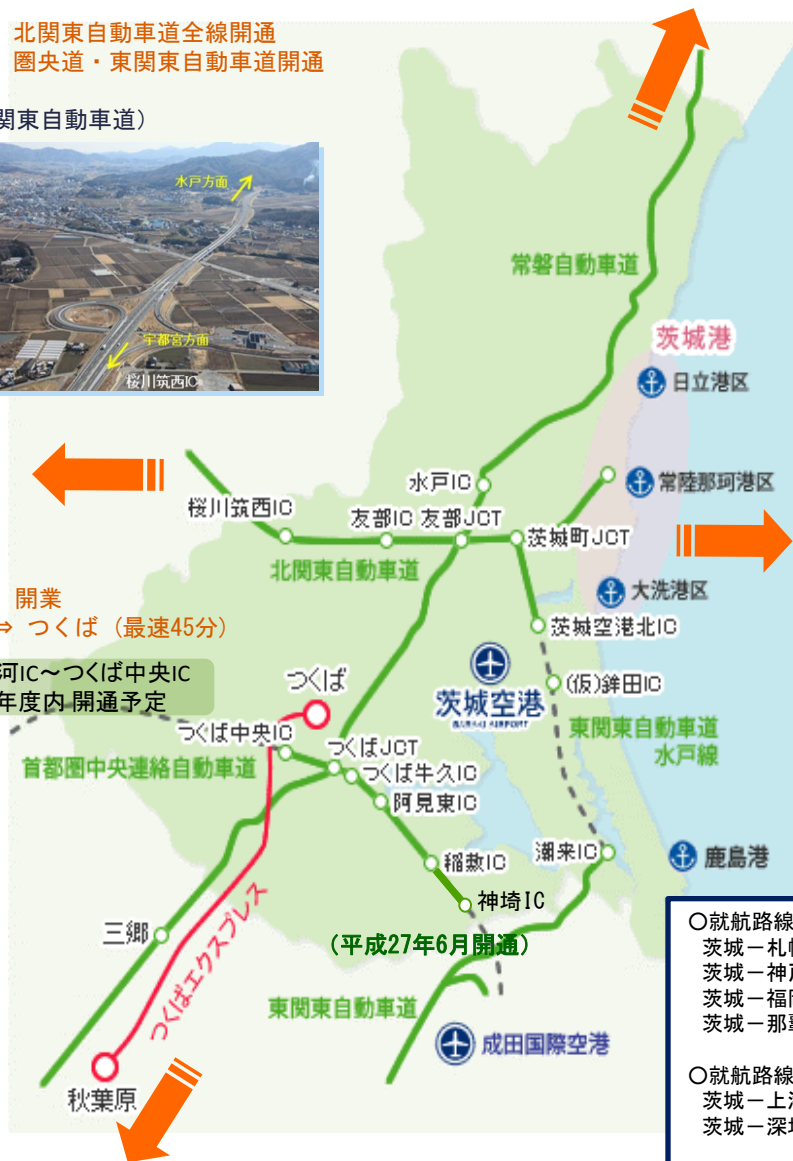 北関東自動車道全線開通
圏央道・東関東自動車道開通
関東自動車道)
水戸方面
宇都宮方面
桜川筑西IC
常磐自動車道
茨城港
日立港区
水戸IC
常陸那珂港区
桜川筑西IC
友部IC 友部JCT
茨城町JCT
北関東自動車道
大洗港区
開業
⇒ つくば (最速45分)
茨城空港北IC
河IC～つくば中央IC
年度内 開通予定
つくば
茨城空港
IBARAKI AIRPORT
(仮)鉾田IC
東関東自動車道
水戸線
つくば中央IC
つくばJCT
首都圏中央連絡自動車道
つくば牛久IC
阿見東IC
稲敷IC
潮来IC
鹿島港
神埼IC
三郷
(平成27年6月開通)
つくばエクスプレス
東関東自動車道
成田国際空港
秋葉原
〇就航路線
茨城－札
茨城－神
茨城－福
茨城－那
〇就航路線
茨城－上
茨城－深